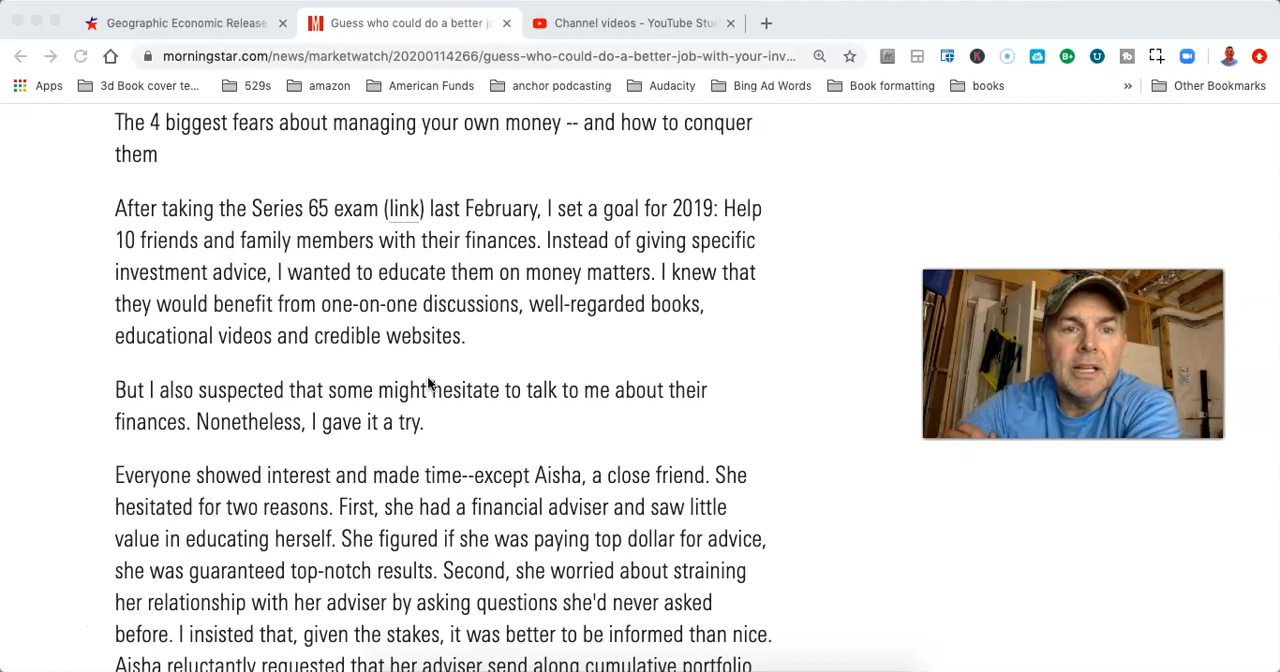 Geographic Economic Release
Guess who could do a better jo
Channel videos - YouTube Stu
morningstar.com/news/marketwatch/20200114266/guess-who-could-do-a-better-job-with-your-inv...
Apps 3d Book cover te... 529s amazon American Funds anchor podcasting Audacity Bing Ad Words Book formatting books » Other Bookmarks
The 4 biggest fears about managing your own money -- and how to conquer
them
After taking the Series 65 exam (link) last February, I set a goal for 2019: Help
10 friends and family members with their finances. Instead of giving specific
investment advice, I wanted to educate them on money matters. I knew that
they would benefit from one-on-one discussions, well-regarded books,
educational videos and credible websites.
But I also suspected that some might hesitate to talk to me about their
finances. Nonetheless, I gave it a try.
Everyone showed interest and made time--except Aisha, a close friend. She
hesitated for two reasons. First, she had a financial adviser and saw little
value in educating herself. She figured if she was paying top dollar for advice,
she was guaranteed top-notch results. Second, she worried about straining
her relationship with her adviser by asking questions she'd never asked
before. I insisted that, given the stakes, it was better to be informed than nice.
Aisha reluctantly requested that her adviser send along cumulative portfolio